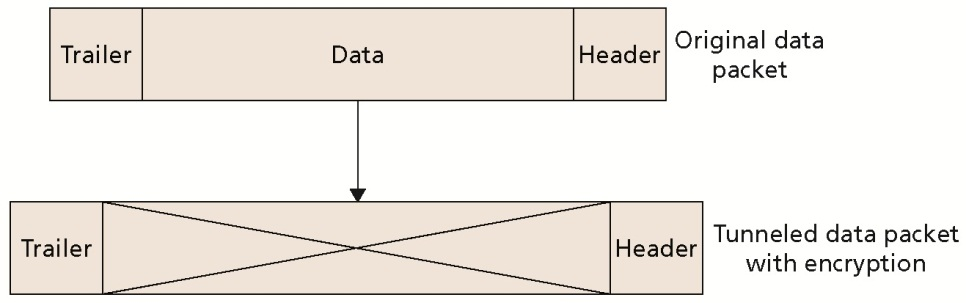 Trailer
Data
Header
Original data
packet
Trailer
Header
Tunneled data packet
with encryption